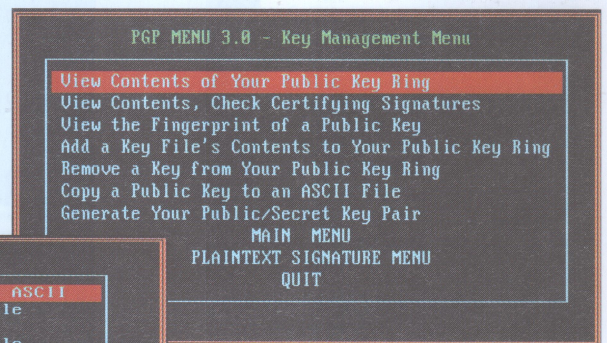 PGP MENU 3.0 - Key Management Menu
View Contents of Your Public Key Ring
View Contents, Check Certifying Signatures
View the Fingerprint of a Public Key
Add a Key File's Contents to Your Public Key Ring
Remove a Key from Your Public Key Ring
Copy a Public Key to an ASCII File
Generate Your Public/Secret Key Pair
MAIN MENU
PLAINTEXT SIGNATURE MENU
QUIT
ASCII
le
le